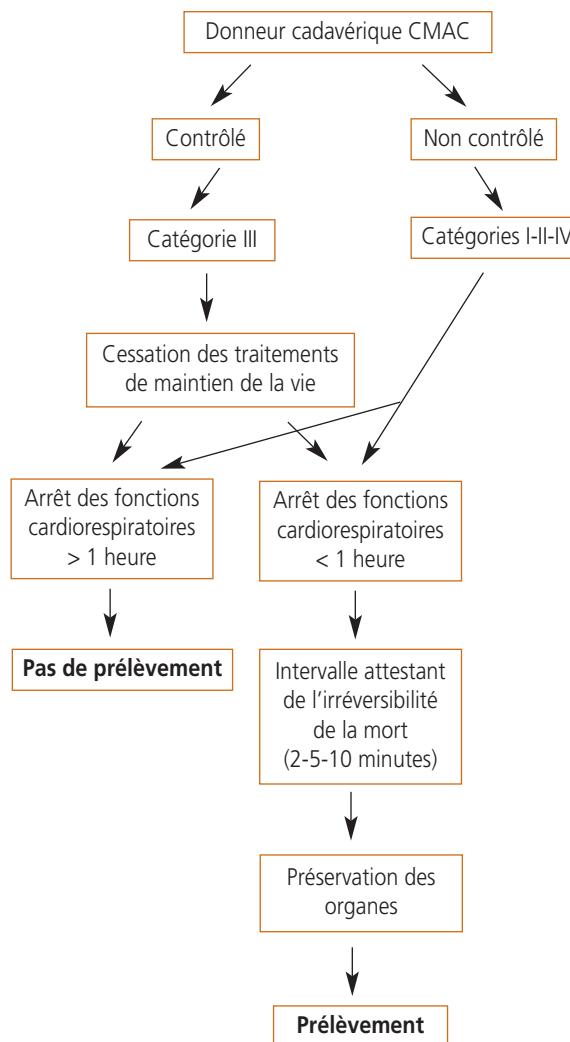 Donneur cadavérique CMAC
Contrôlé
Non contrôlé
Catégorie III
Catégories I-II-IV
Cessation des traitements
de maintien de la vie
Arrêt des fonctions
cardiorespiratoires
> 1 heure
Arrêt des fonctions
cardiorespiratoires
< 1 heure
Pas de prélèvement
Intervalle attestant
de l’irréversibilité
de la mort
(2-5-10 minutes)
Préservation des
organes
Prélèvement